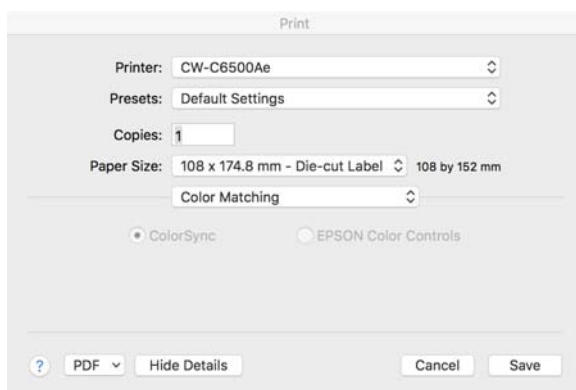 Print
Printer: CW-C6500Ae
Presets: Default Settings
Copies: 1
Paper Size: 108 x 174.8 mm - Die-cut Label 108 by 152 mm
Color Matching
ColorSync EPSON Color Controls
? PDF Hide Details Cancel Save